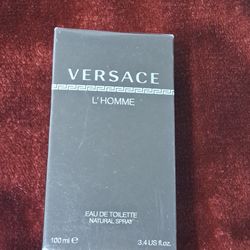 VERSACE
L'HOMME
EAU DE TOILETTE
NATURAL SPRAY
100 ml ℮ 3.4 US fl.oz.